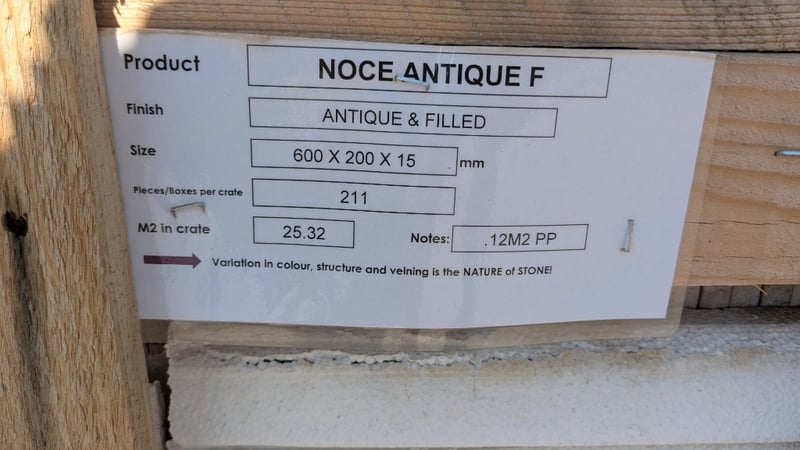 Product NOCE ANTIQUE F
Finish ANTIQUE & FILLED
Size 600 X 200 X 15 mm
Pieces/Boxes per crate 211
M2 in crate 25.32 Notes: .12M2 PP
Variation in colour, structure and veining is the NATURE of STONE!